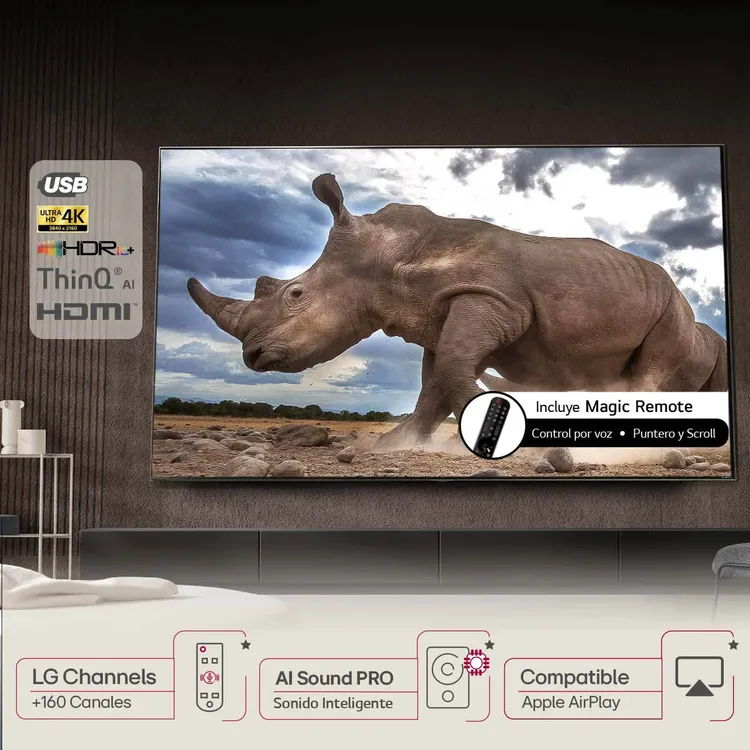 USB
ULTRA HD 4K
3840 x 2160
HDR10+
ThinQ® AI
HDMI™
Incluye Magic Remote
Control por voz • Puntero y Scroll
LG Channels
+160 Canales
AI Sound PRO
Sonido Inteligente
Compatible
Apple AirPlay